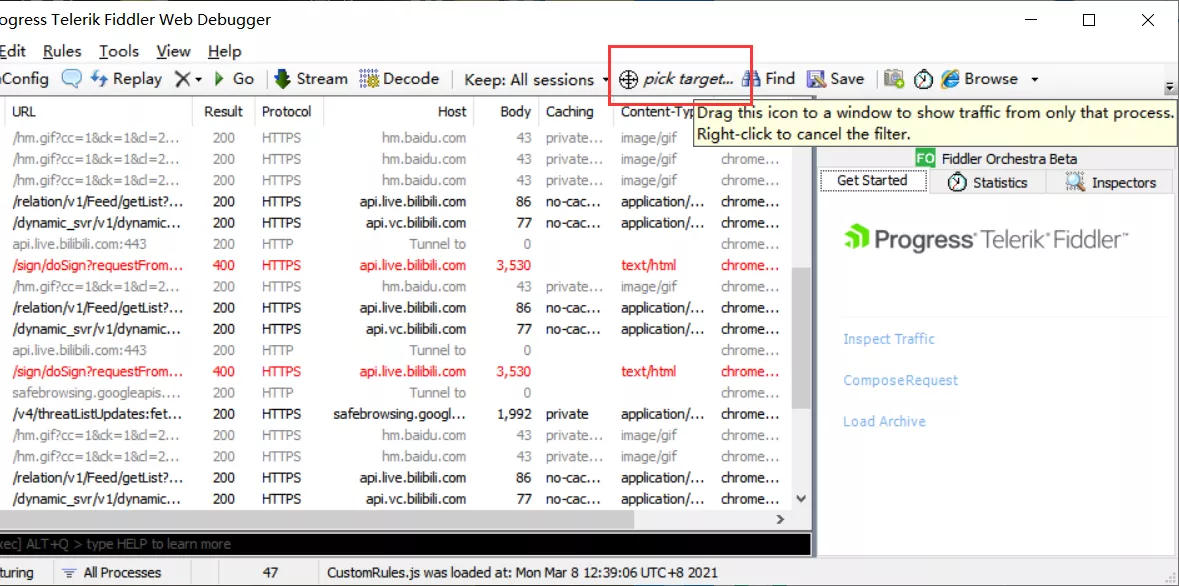 ogress Telerik Fiddler Web Debugger
Edit Rules Tools View Help
Config Replay Go Stream Decode Keep: All sessions pick target... Find Save Browse
URL Result Protocol Host Body Caching Content-Typ
Drag this icon to a window to show traffic from only that process.
Right-click to cancel the filter.
/hm.gif?cc=1&ck=1&cl=2... 200 HTTPS hm.baidu.com 43 private... image/gif
/hm.gif?cc=1&ck=1&cl=2... 200 HTTPS hm.baidu.com 43 private... image/gif chrome...
/hm.gif?cc=1&ck=1&cl=2... 200 HTTPS hm.baidu.com 43 private... image/gif chrome...
/relation/v1/Feed/getList?... 200 HTTPS api.live.bilibili.com 86 no-cac... application/... chrome...
/dynamic_svr/v1/dynamic... 200 HTTPS api.vc.bilibili.com 77 no-cac... application/... chrome...
api.live.bilibili.com:443 200 HTTP Tunnel to 0 chrome...
/sign/doSign?requestFrom... 400 HTTPS api.live.bilibili.com 3,530 text/html chrome...
/hm.gif?cc=1&ck=1&cl=2... 200 HTTPS hm.baidu.com 43 private... image/gif chrome...
/relation/v1/Feed/getList?... 200 HTTPS api.live.bilibili.com 86 no-cac... application/... chrome...
/dynamic_svr/v1/dynamic... 200 HTTPS api.vc.bilibili.com 77 no-cac... application/... chrome...
api.live.bilibili.com:443 200 HTTP Tunnel to 0 chrome...
/sign/doSign?requestFrom... 400 HTTPS api.live.bilibili.com 3,530 text/html chrome...
safebrowsing.googleapis.... 200 HTTP Tunnel to 0 chrome...
/v4/threatListUpdates:fet... 200 HTTPS safebrowsing.googl... 1,992 private application/... chrome...
/hm.gif?cc=1&ck=1&cl=2... 200 HTTPS hm.baidu.com 43 private... image/gif chrome...
/hm.gif?cc=1&ck=1&cl=2... 200 HTTPS hm.baidu.com 43 private... image/gif chrome...
/relation/v1/Feed/getList?... 200 HTTPS api.live.bilibili.com 86 no-cac... application/... chrome...
/dynamic_svr/v1/dynamic... 200 HTTPS api.vc.bilibili.com 77 no-cac... application/... chrome...
FO Fiddler Orchestra Beta
Get Started Statistics Inspectors
Progress Telerik Fiddler™
Inspect Traffic
ComposeRequest
Load Archive
xec] ALT+Q > type HELP to learn more
turing All Processes 47 CustomRules.js was loaded at: Mon Mar 8 12:39:06 UTC+8 2021